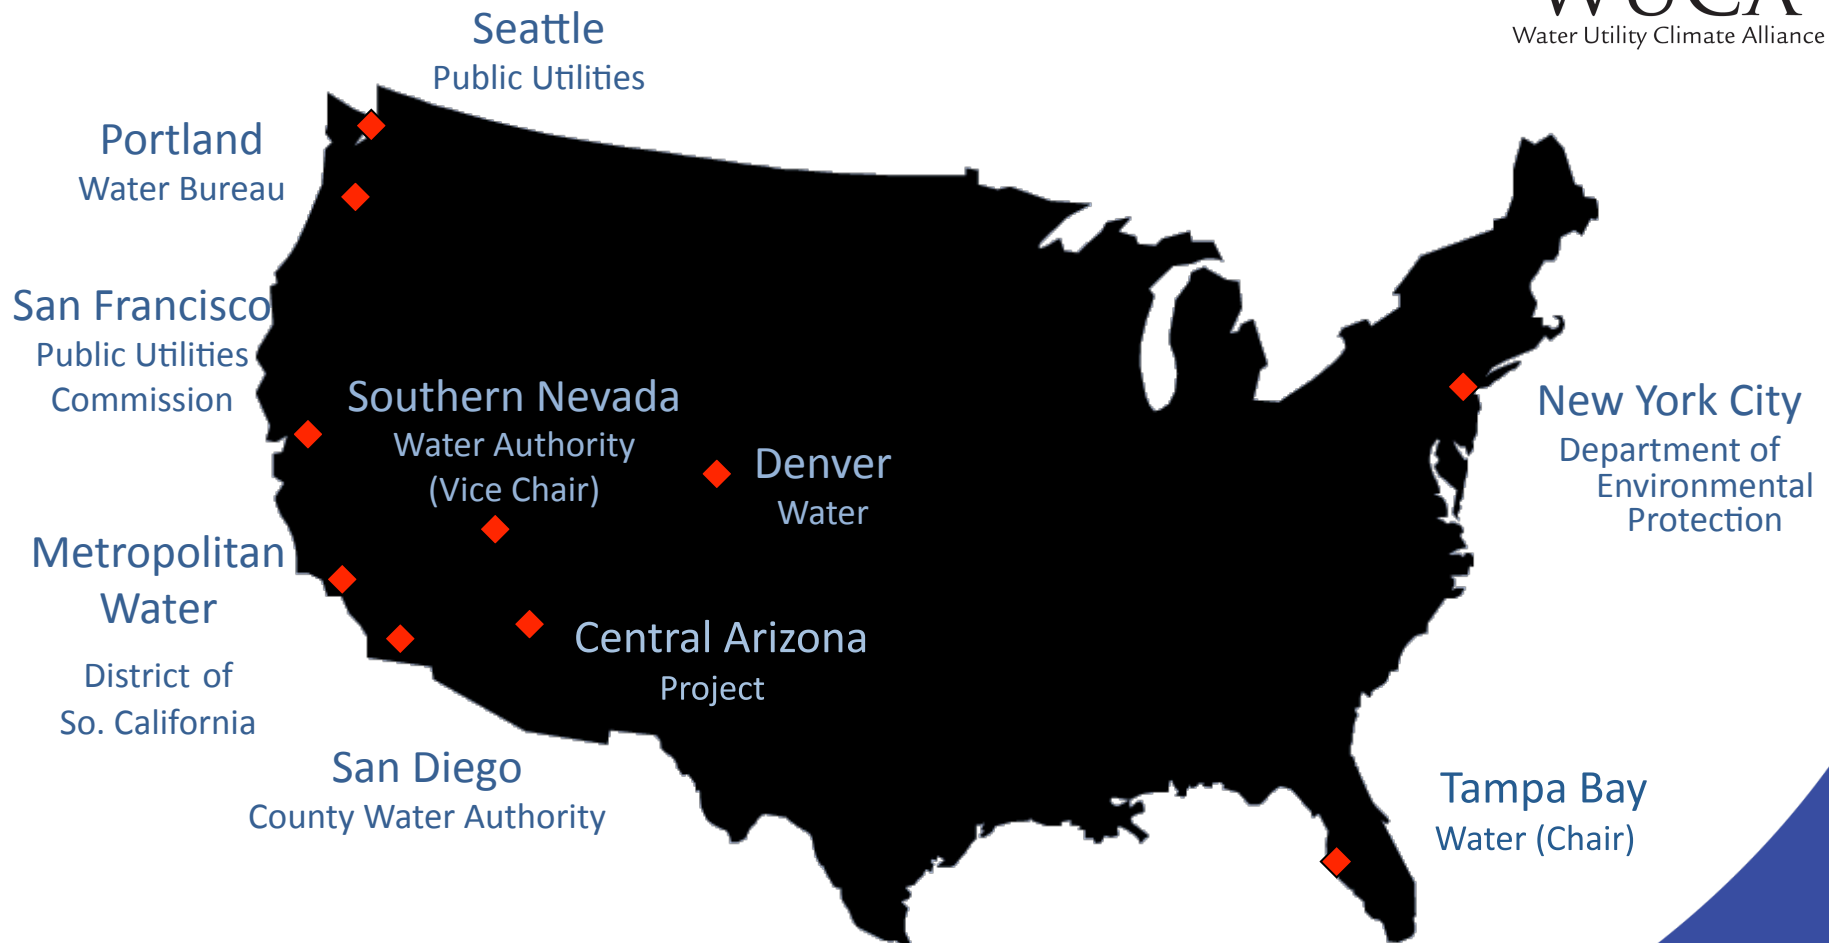 WUCA
Water Utility Climate Alliance
Seattle
Public Utilities
Portland
Water Bureau
San Francisco
Public Utilities
Commission
Southern Nevada
Water Authority
(Vice Chair)
Denver
Water
New York City
Department of
Environmental
Protection
Metropolitan
Water
District of
So. California
Central Arizona
Project
San Diego
County Water Authority
Tampa Bay
Water (Chair)